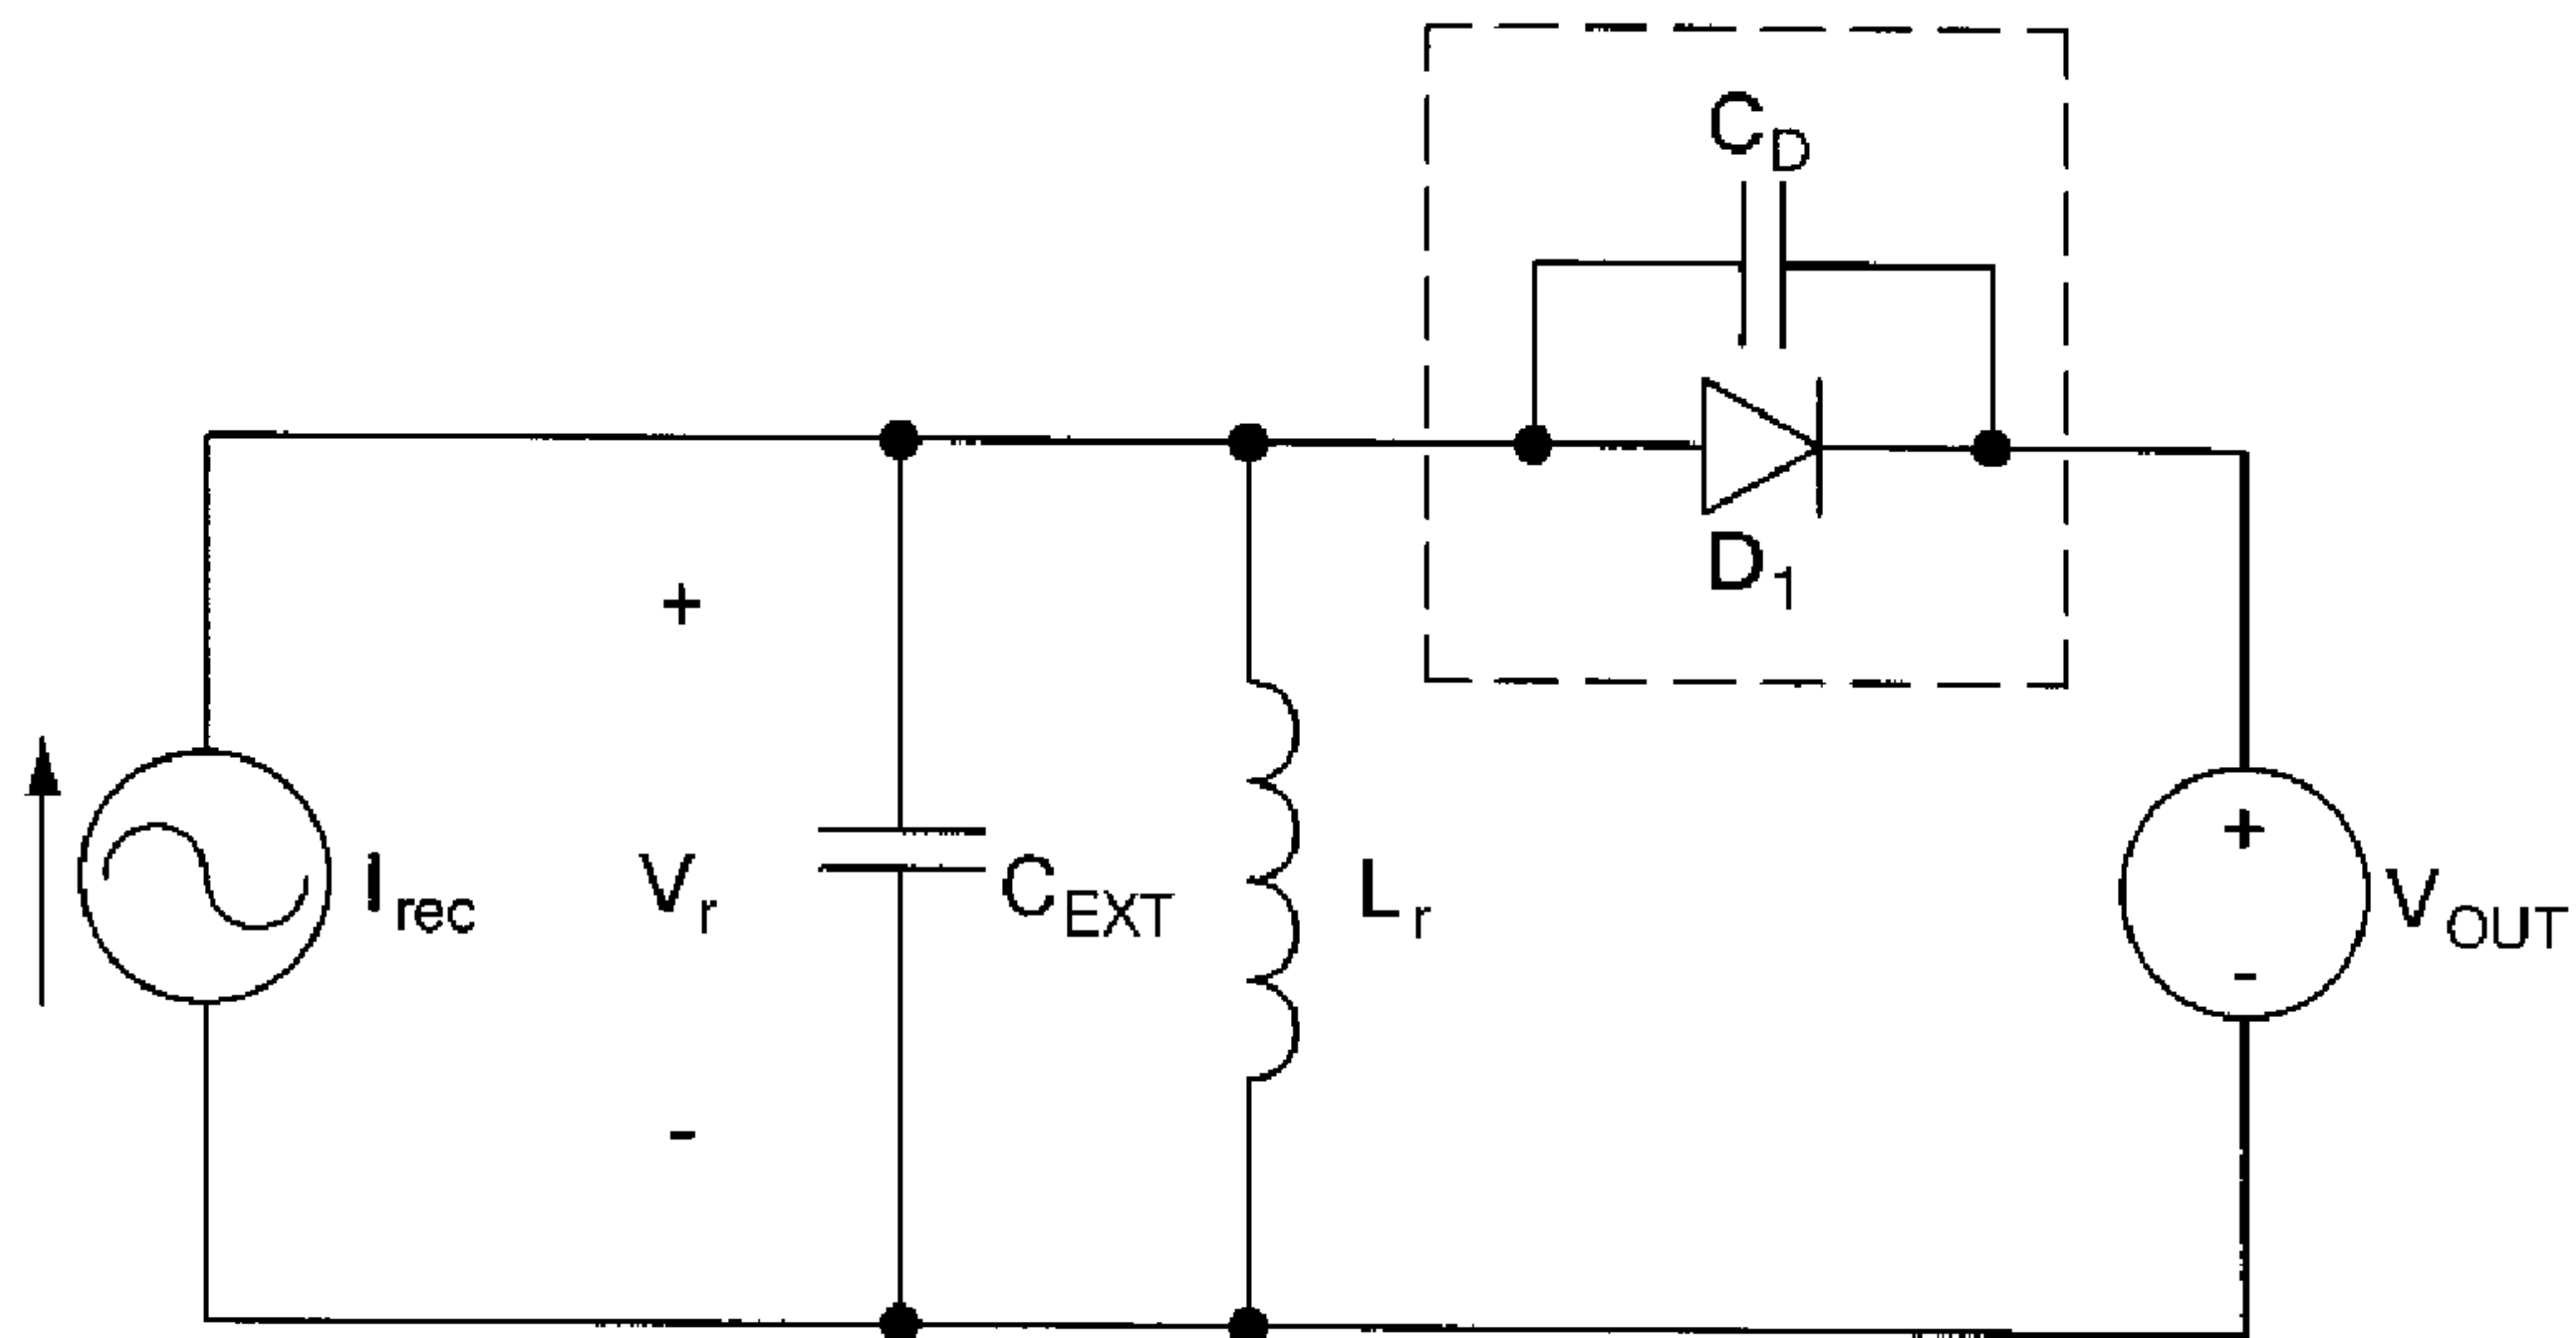 C_D
D_1
+
I_rec
V_r
-
C_EXT
L_r
+
-
V_OUT